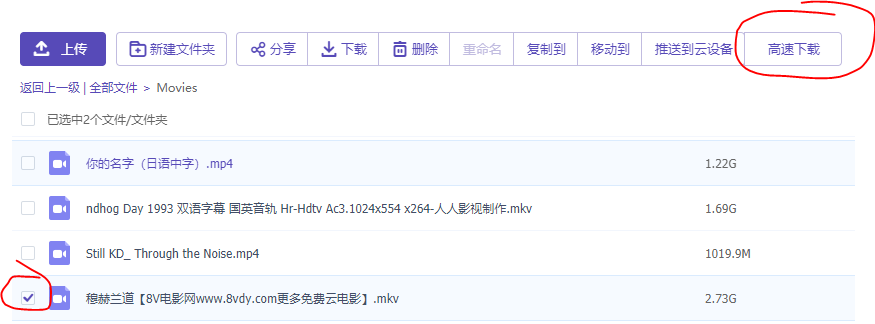 上传 新建文件夹 分享 下载 删除 重命名 复制到 移动到 推送到云设备 高速下载
返回上一级 | 全部文件 > Movies
已选中2个文件/文件夹
你的名字（日语中字）.mp4 1.22G
ndhog Day 1993 双语字幕 国英音轨 Hr-Hdtv Ac3.1024x554 x264-人人影视制作.mkv 1.69G
Still KD_ Through the Noise.mp4 1019.9M
穆赫兰道【8V电影网www.8vdy.com更多免费云电影】.mkv 2.73G